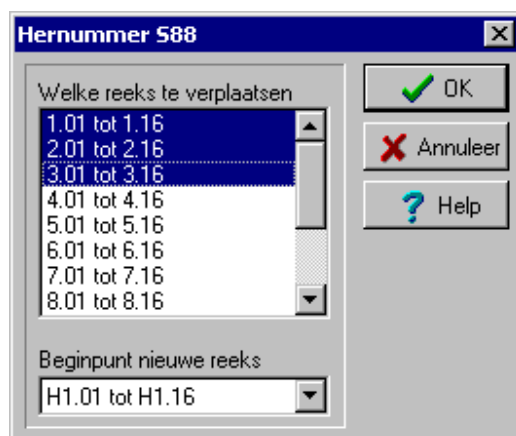 Hernummer S88
Welke reeks te verplaatsen
1.01 tot 1.16
2.01 tot 2.16
3.01 tot 3.16
4.01 tot 4.16
5.01 tot 5.16
6.01 tot 6.16
7.01 tot 7.16
8.01 tot 8.16
Beginpunt nieuwe reeks
H1.01 tot H1.16
OK
Annuleer
? Help